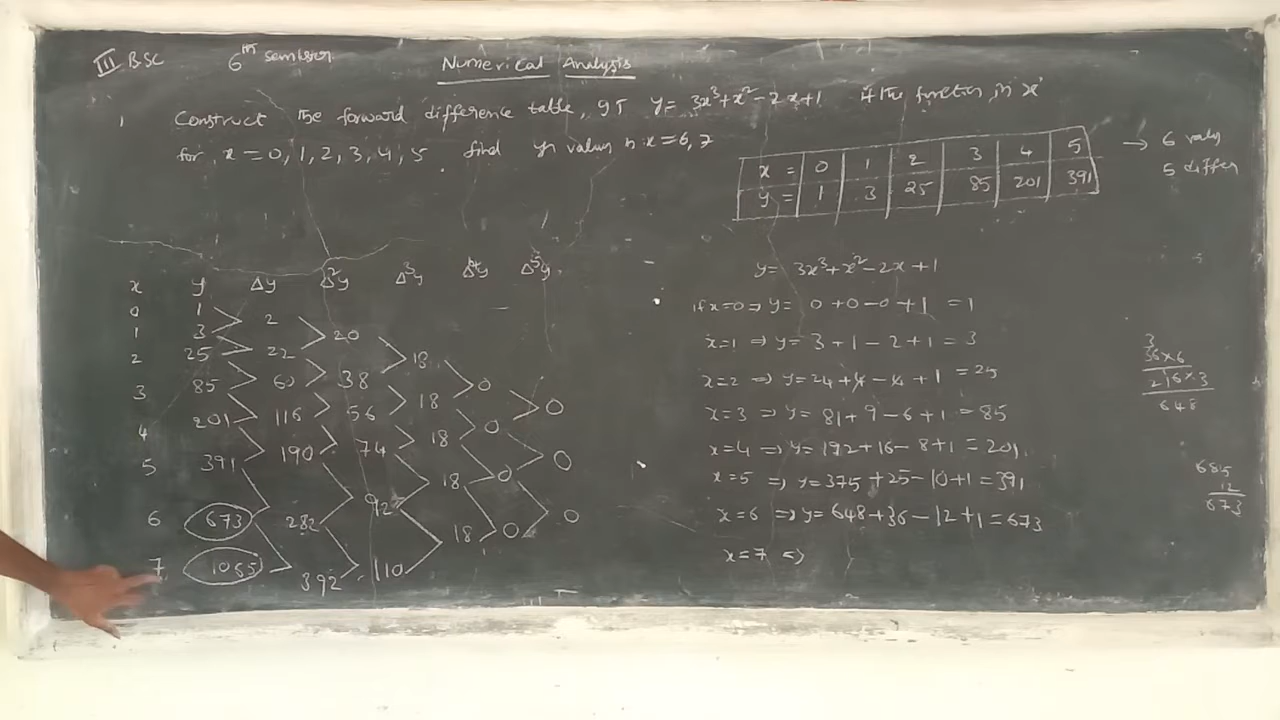 III BSC 6th semister Numerical Analysis
1 Construct the forward difference table, y = 3x³+x²-2x+1 the function in x
for x = 0, 1, 2, 3, 4, 5 find x = 6, 7
x = 0 1 2 3 4 5
y = 1 3 25 85 201 391
→ 6
5 differ
x y Δy Δ²y Δ³y Δ⁴y Δ⁵y
0 1
2
1 3 20
2 25 22 18
3 85 60 38 0
201 116 56 18 0
4 0
5 391 190 74 18 0
18 0
6 673 282 92
18 0 0
7 1065 392 110
y = 3x³+x²-2x+1
if x=0 ⇒ y = 0+0-0+1 = 1
x=1 ⇒ y = 3+1-2+1 = 3
x=2 ⇒ y = 24+4-4+1 = 25
x=3 ⇒ y = 81+9-6+1 = 85
x=4 ⇒ y = 192+16-8+1 = 201
x=5 ⇒ y = 375+25-10+1 = 391
x=6 ⇒ y = 648+36-12+1 = 673
x=7 ⇒
3
36×6
216×3
648
685
12
673